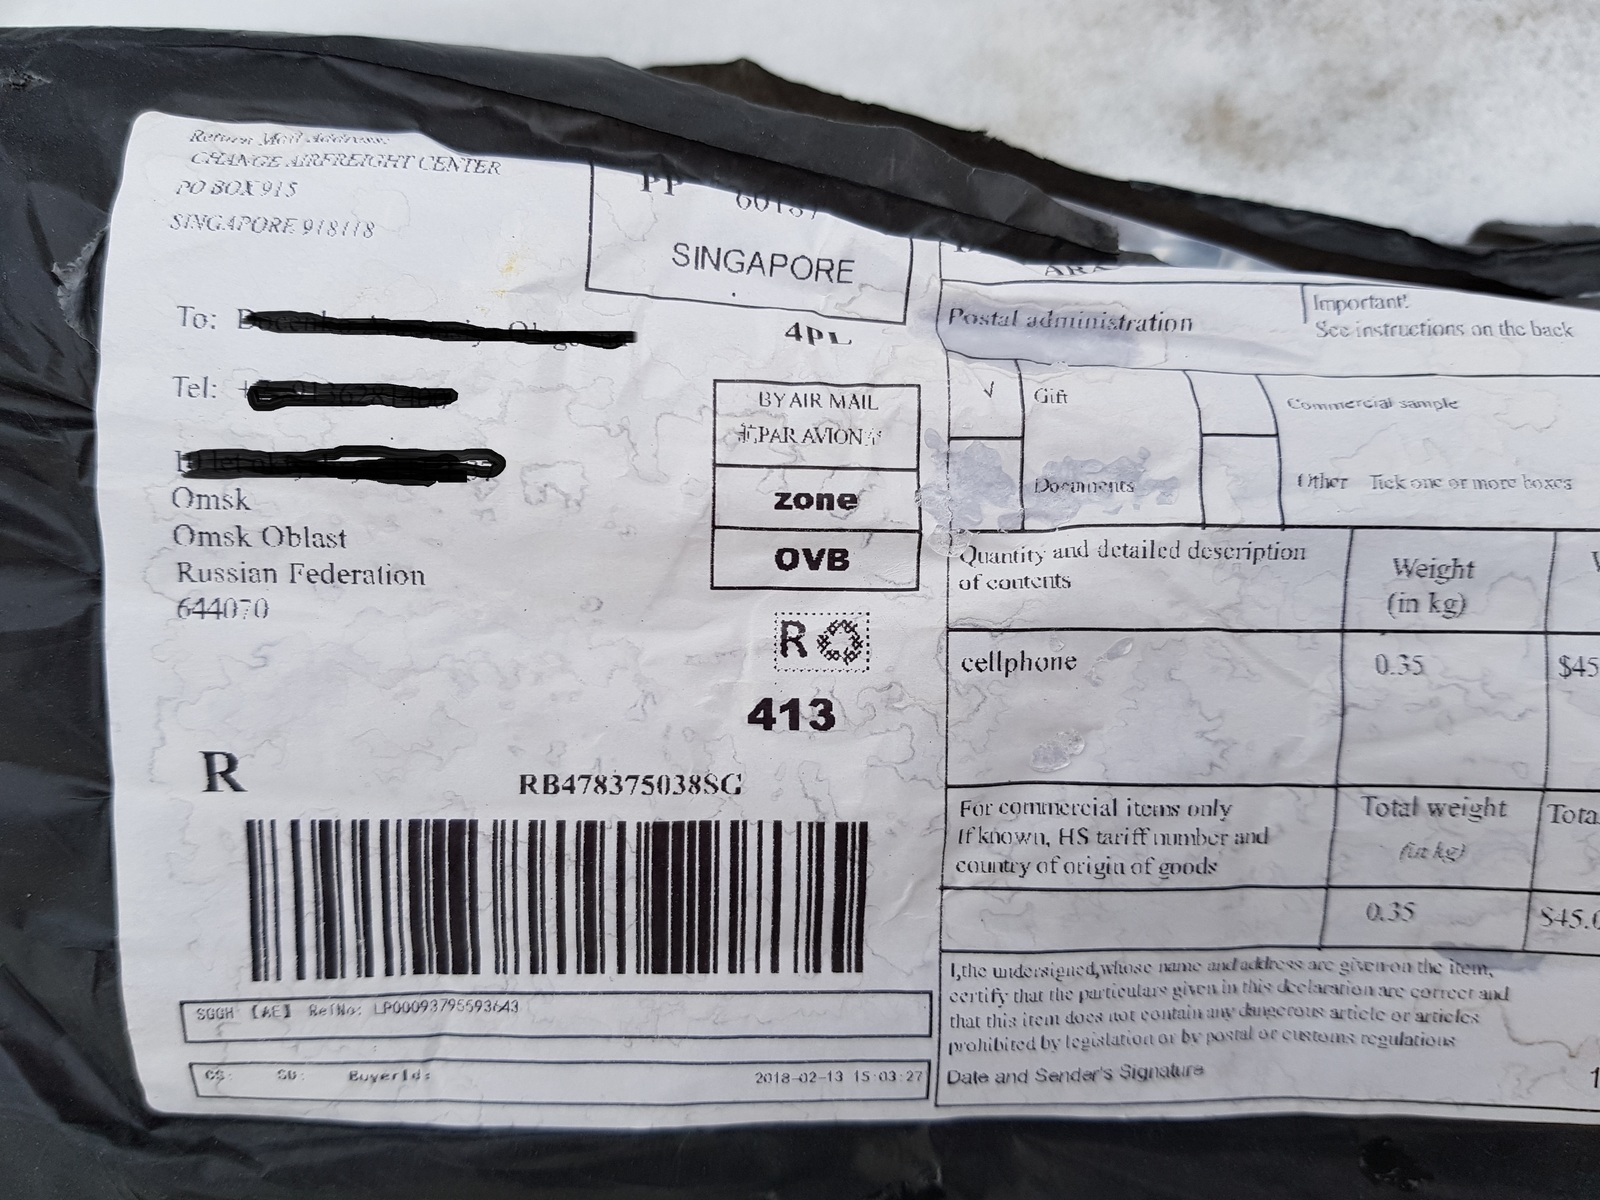 Return Mail Address:
CHANGE AIRFREIGHT CENTER
PO BOX 915
SINGAPORE 918118
PP
SINGAPORE
4PL
To:
Tel:
Omsk
Omsk Oblast
Russian Federation
644070
BY AIR MAIL
PAR AVION
zone
OVB
R
413
R
RB478375038SG
SGGH [AE] RefNo: LP00093795593643
CS: SD: BuyerId: 2018-02-13 15:03:27
Postal administration
Important!
See instructions on the back
✓ Gift
Commercial sample
Documents
Other Tick one or more boxes
Quantity and detailed description
of contents
Weight
(in kg)
cellphone 0.35 $45
For commercial items only
If known, HS tariff number and
country of origin of goods
Total weight
(in kg)
Tota
0.35 $45.0
I,the undersigned,whose name and address are given on the item,
certify that the particulars given in this declaration are correct and
that this item does not contain any dangerous article or articles
prohibited by legislation or by postal or customs regulations
Date and Sender's Signature